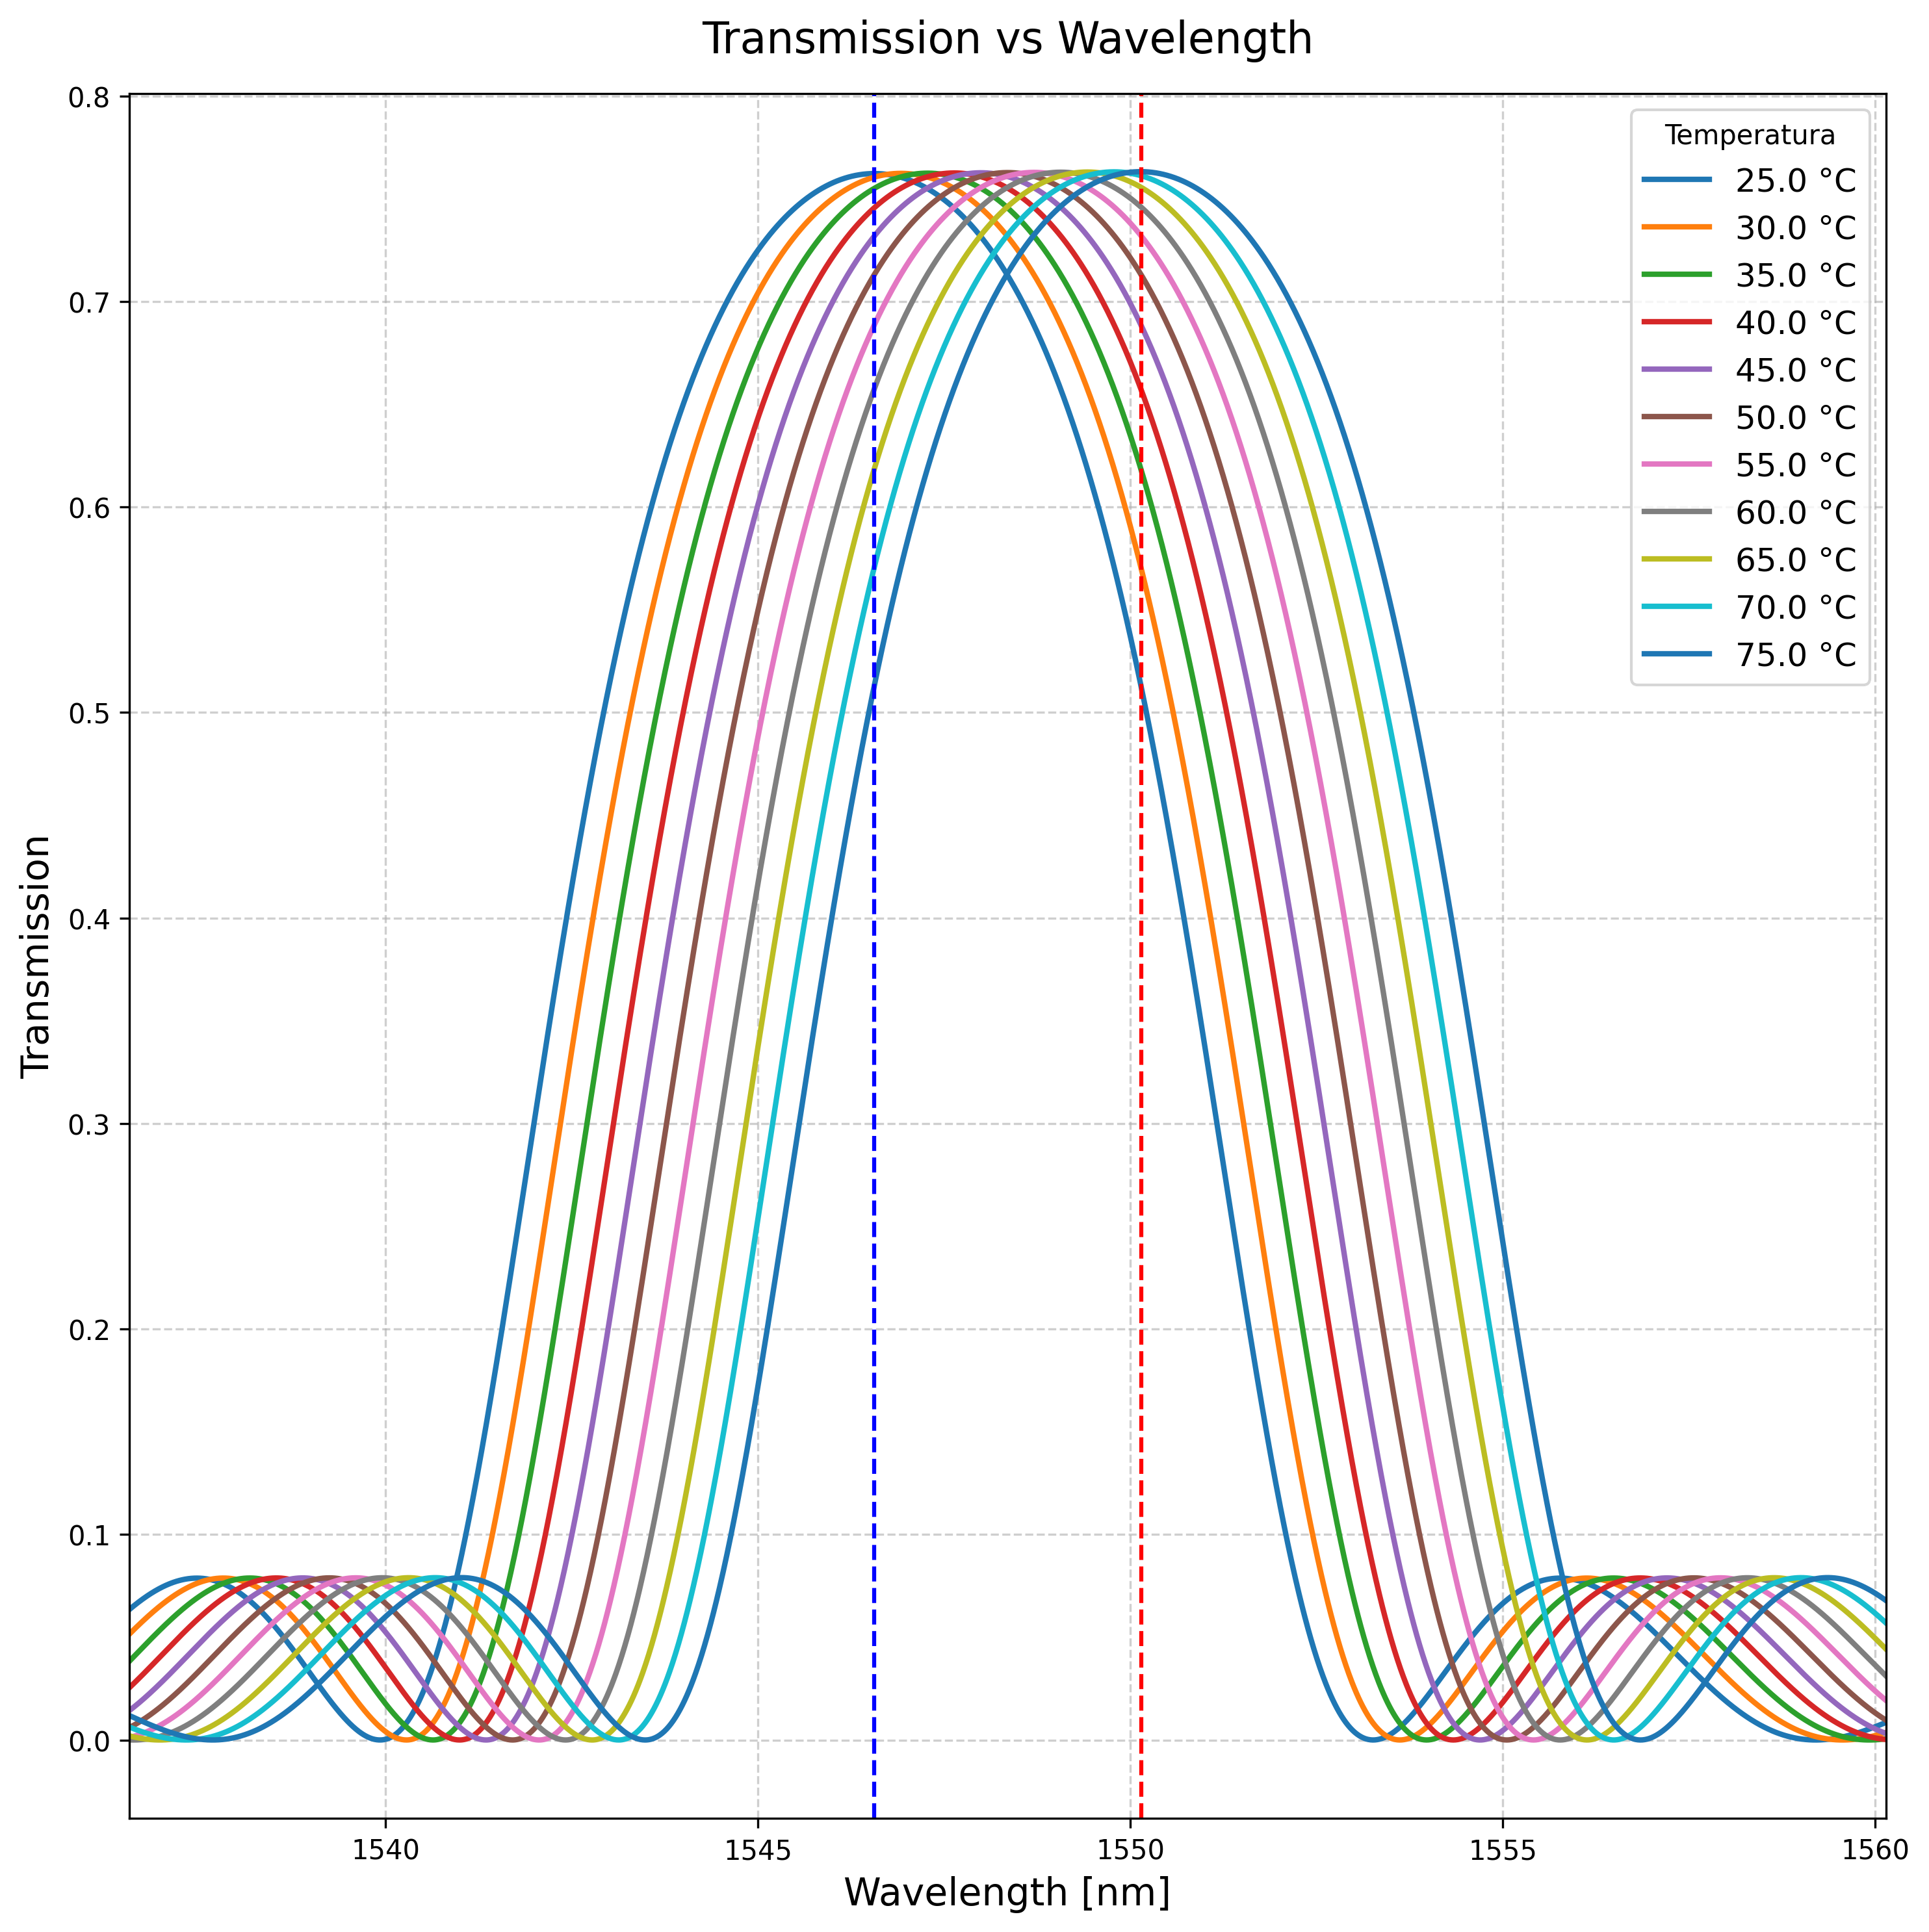 Transmission vs Wavelength
0.8
0.7
0.6
0.5
0.4
0.3
0.2
0.1
0.0
Transmission
Temperatura
25.0 °C
30.0 °C
35.0 °C
40.0 °C
45.0 °C
50.0 °C
55.0 °C
60.0 °C
65.0 °C
70.0 °C
75.0 °C
1540 1545 1550 1555 1560
Wavelength [nm]